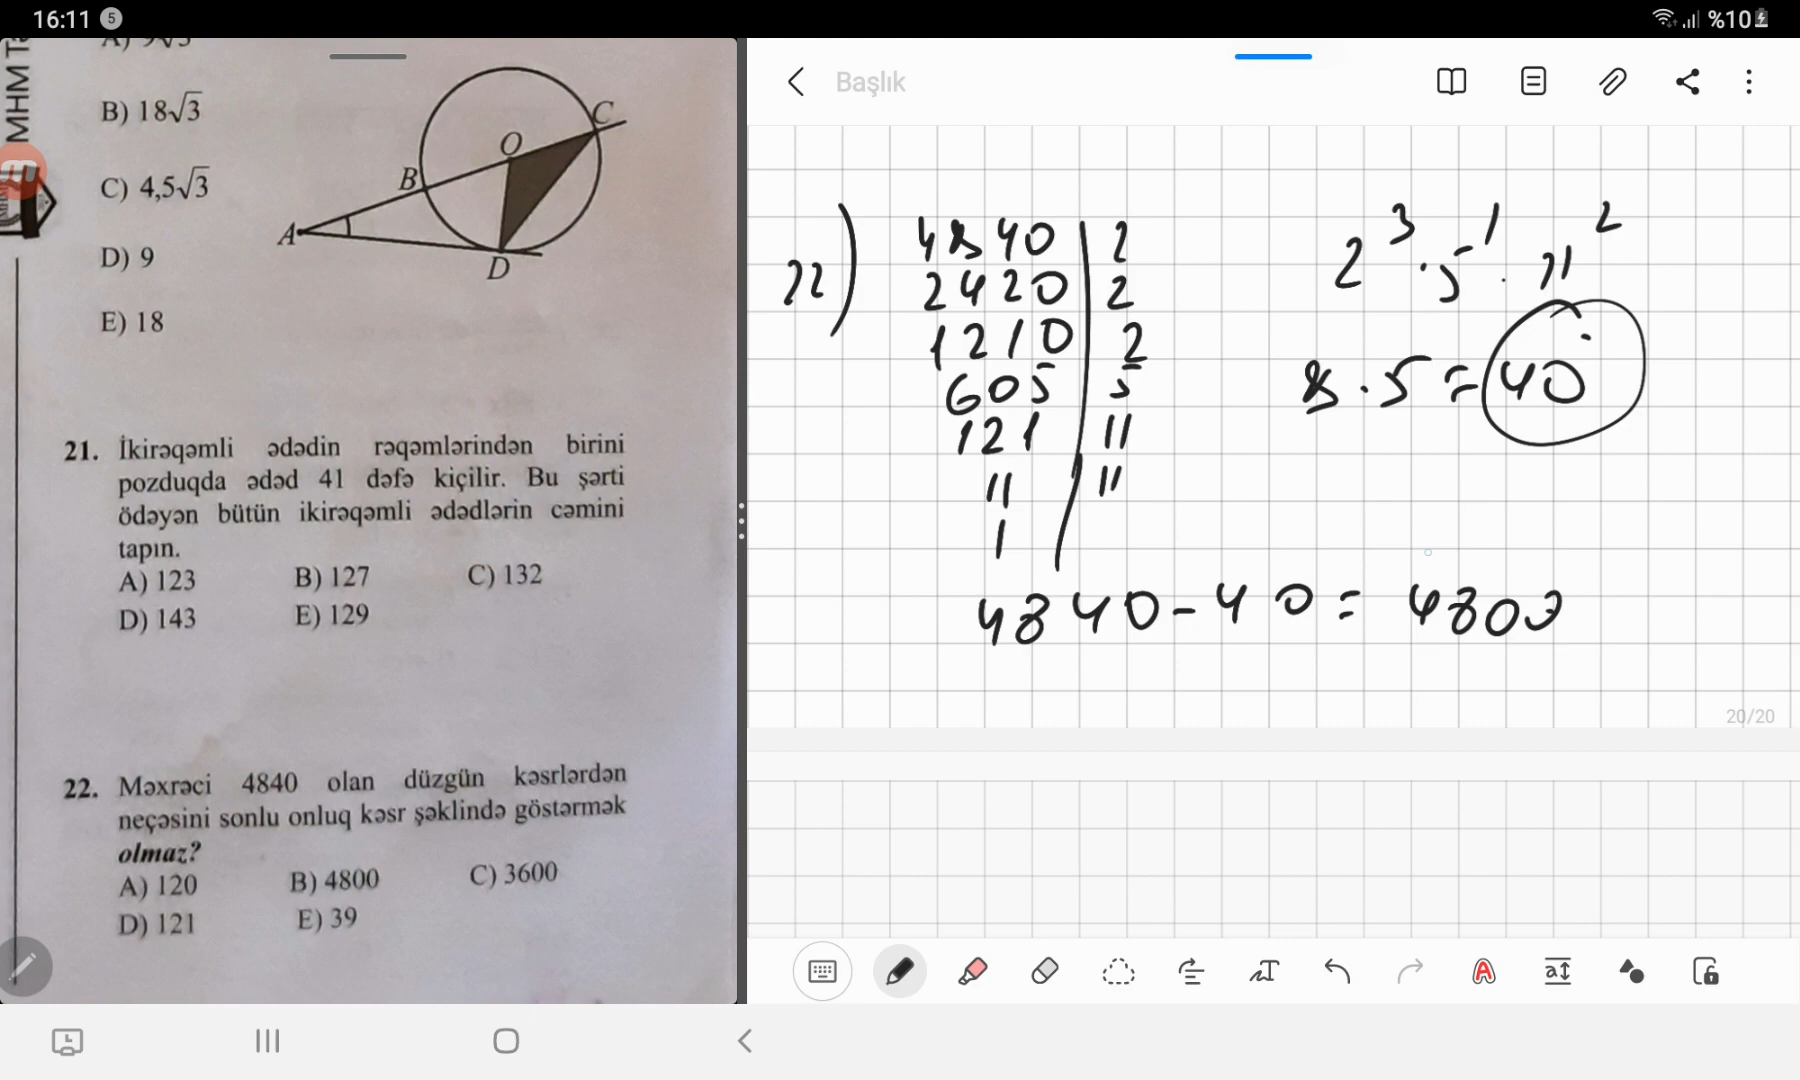 16:11 5
%10
MHM
B) 18√3
C) 4,5√3
D) 9
E) 18
A
B
O
C
D
21. İkirəqəmli ədədin rəqəmlərindən birini
pozduqda ədəd 41 dəfə kiçilir. Bu şərti
ödəyən bütün ikirəqəmli ədədlərin cəmini
tapın.
A) 123 B) 127 C) 132
D) 143 E) 129
22. Məxrəci 4840 olan düzgün kəsrlərdən
neçəsini sonlu onluq kəsr şəklində göstərmək
olmaz?
A) 120 B) 4800 C) 3600
D) 121 E) 39
Başlık
22)
4840 | 2
2420 | 2
1210 | 2
605 | 5
121 | 11
11 | 11
1
2³ · 5¹ · 11²
8 · 5 = 40
4840 - 40 = 4800
20/20